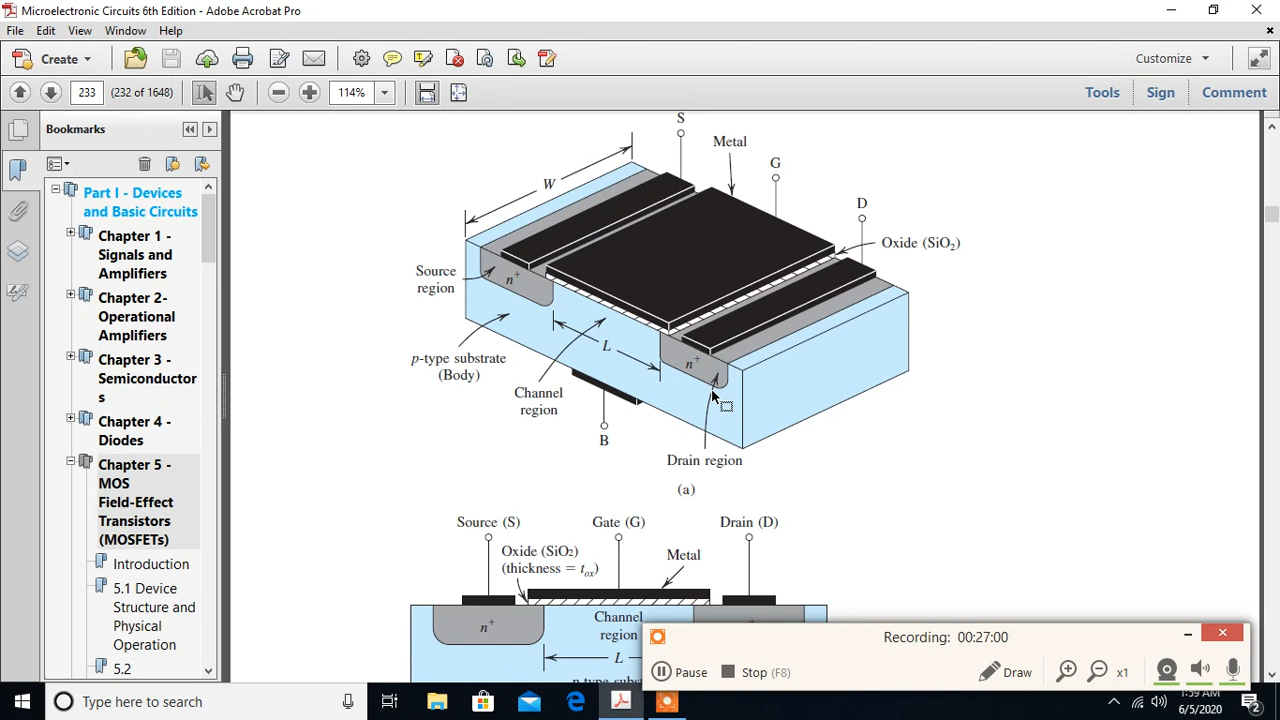 Microelectronic Circuits 6th Edition - Adobe Acrobat Pro
File Edit View Window Help
Create
Customize
233 (232 of 1648) 114% Tools Sign Comment
Bookmarks
Part I - Devices
and Basic Circuits
Chapter 1 -
Signals and
Amplifiers
Chapter 2-
Operational
Amplifiers
Chapter 3 -
Semiconductor
s
Chapter 4 -
Diodes
Chapter 5 -
MOS
Field-Effect
Transistors
(MOSFETs)
Introduction
5.1 Device
Structure and
Physical
Operation
5.2
S
Metal
G
W
D
Oxide (SiO2)
Source
region
n+
L
p-type substrate
(Body)
n+
Channel
region
B
Drain region
(a)
Source (S) Gate (G) Drain (D)
Oxide (SiO2)
(thickness = tox)
Metal
Channel
region
n+
L
Recording: 00:27:00
Pause Stop (F8) Draw x1
Type here to search
1:59 AM
6/5/2020
2